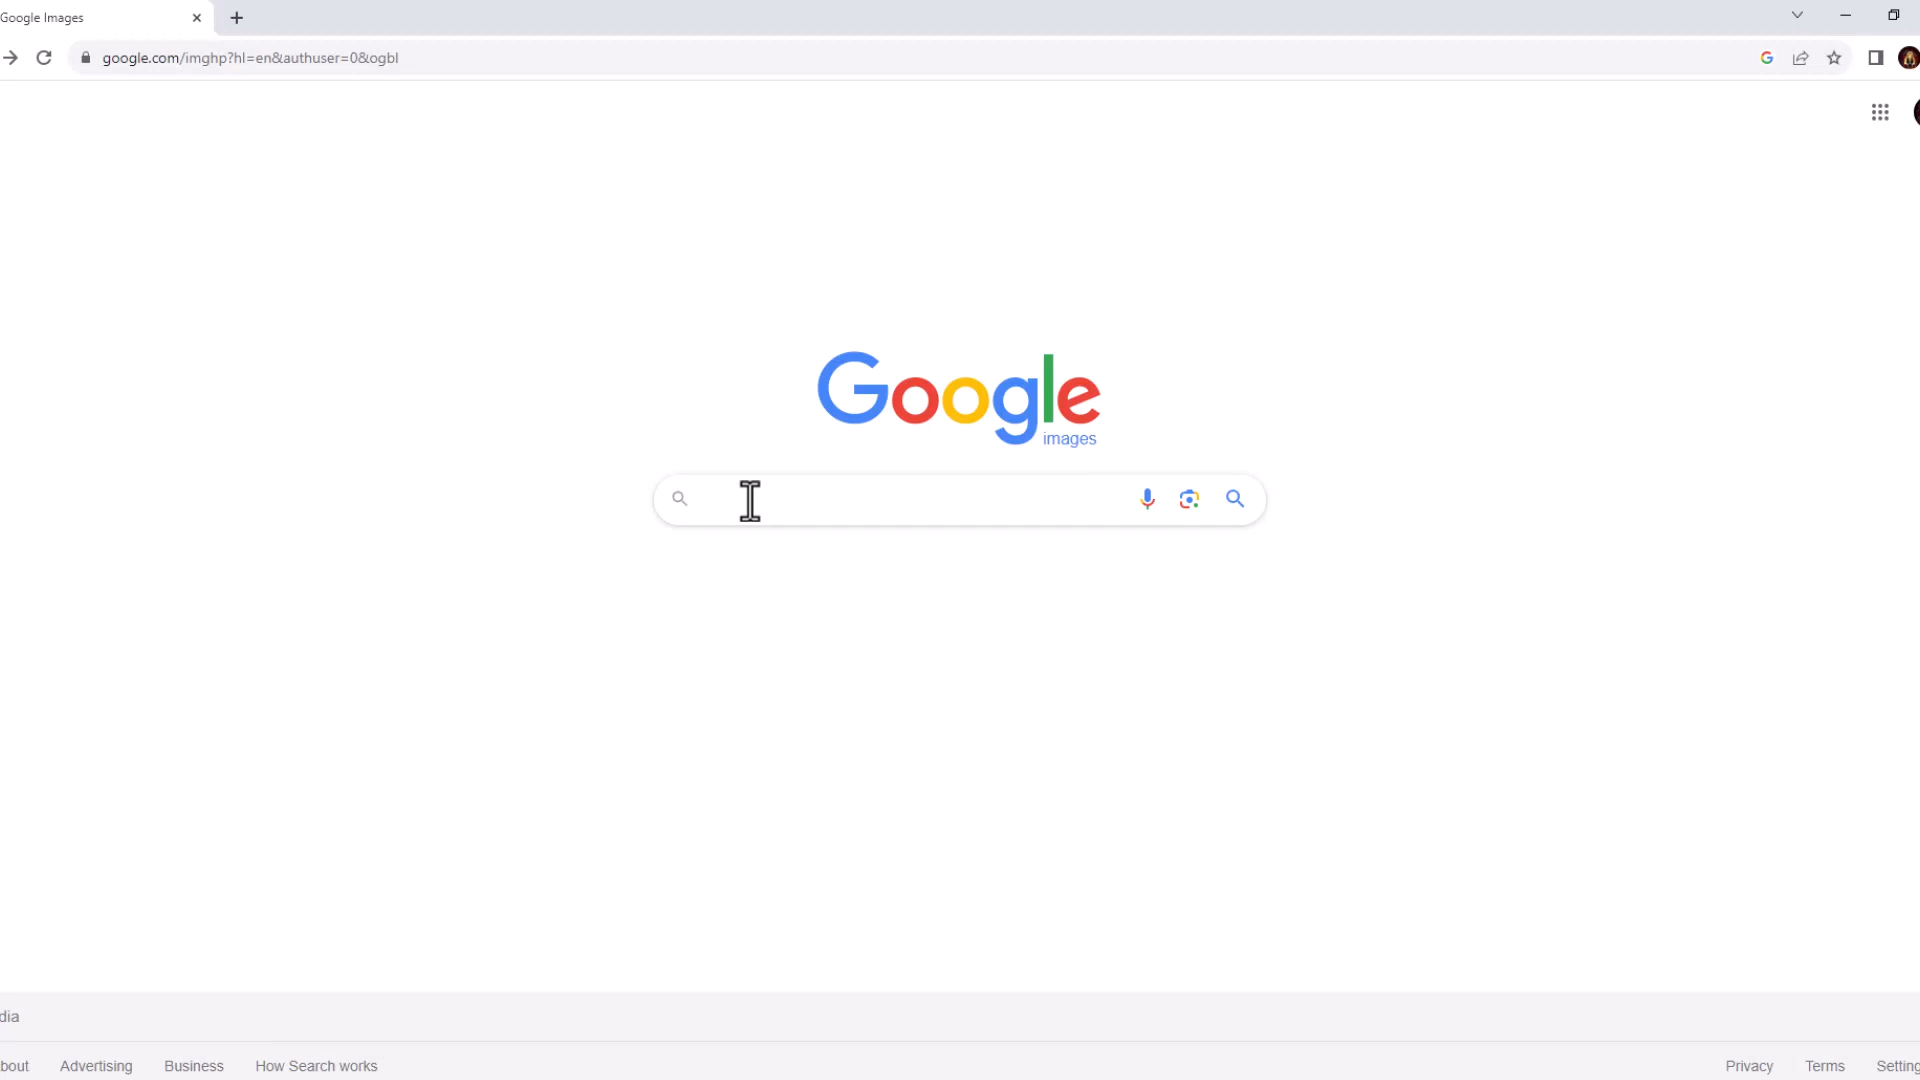 Google Images
google.com/imghp?hl=en&authuser=0&ogbl
Google
images
dia
bout Advertising Business How Search works Privacy Terms Setting